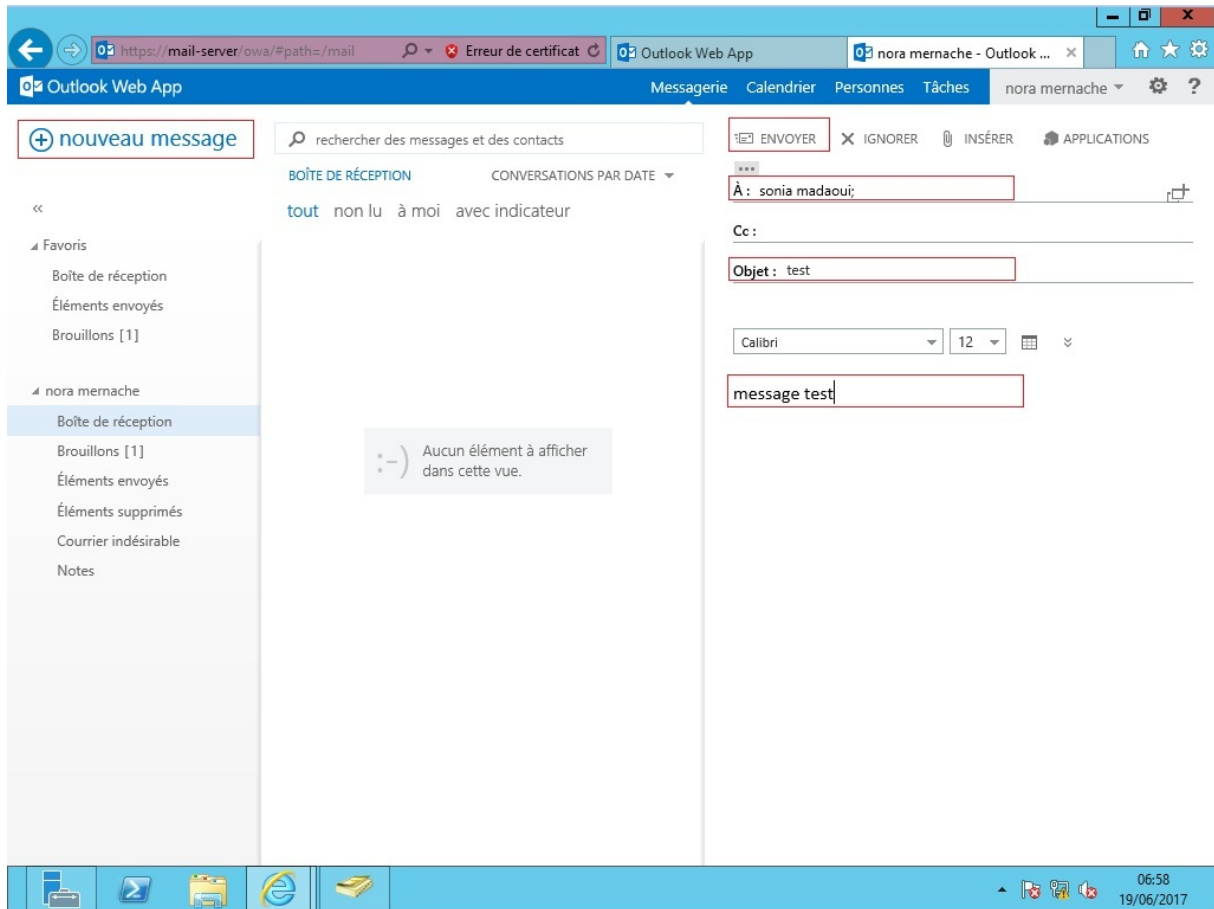 https://mail-server/owa/#path=/mail
Erreur de certificat
Outlook Web App
nora mernache - Outlook ...
Outlook Web App
Messagerie Calendrier Personnes Tâches nora mernache ?
nouveau message
rechercher des messages et des contacts
BOÎTE DE RÉCEPTION CONVERSATIONS PAR DATE
tout non lu à moi avec indicateur
«
Favoris
Boîte de réception
Éléments envoyés
Brouillons [1]
nora mernache
Boîte de réception
Brouillons [1]
Éléments envoyés
Éléments supprimés
Courrier indésirable
Notes
:-) Aucun élément à afficher
dans cette vue.
ENVOYER IGNORER INSÉRER APPLICATIONS
...
À : sonia madaoui;
Cc :
Objet : test
Calibri 12
message test
06:58
19/06/2017